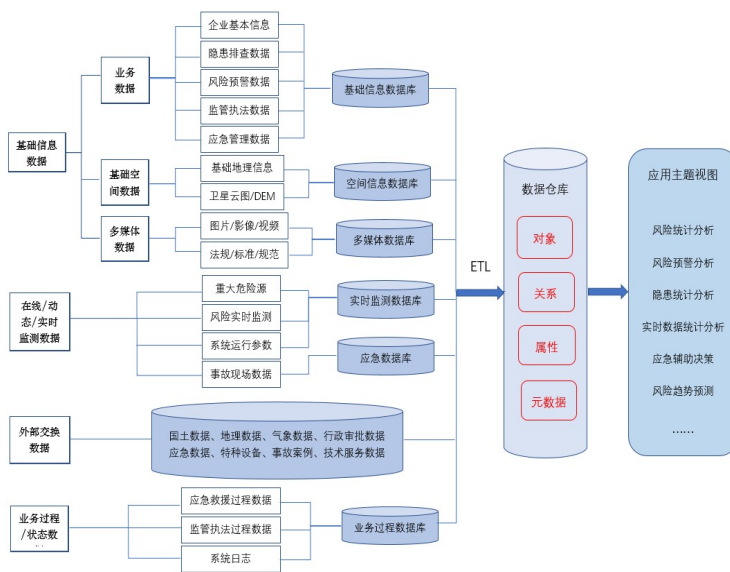 基础信息
数据
业务
数据
企业基本信息
隐患排查数据
风险预警数据
监管执法数据
应急管理数据
基础信息数据库
基础空
间数据
基础地理信息
卫星云图/DEM
空间信息数据库
多媒体
数据
图片/影像/视频
法规/标准/规范
多媒体数据库
在线/动
态/实时
监测数据
重大危险源
风险实时监测
系统运行参数
事故现场数据
实时监测数据库
应急数据库
外部交换
数据
国土数据、地理数据、气象数据、行政审批数据
应急数据、特种设备、事故案例、技术服务数据
业务过程
/状态数
应急救援过程数据
监管执法过程数据
系统日志
业务过程数据库
ETL
数据仓库
对象
关系
属性
元数据
应用主题视图
风险统计分析
风险预警分析
隐患统计分析
实时数据统计分析
应急辅助决策
风险趋势预测
……